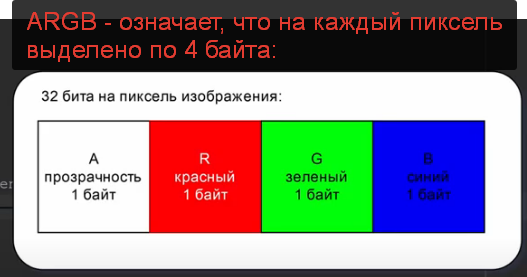 ARGB - означает, что на каждый пиксель
выделено по 4 байта:
32 бита на пиксель изображения:
A
прозрачность
1 байт
R
красный
1 байт
G
зеленый
1 байт
B
синий
1 байт
er